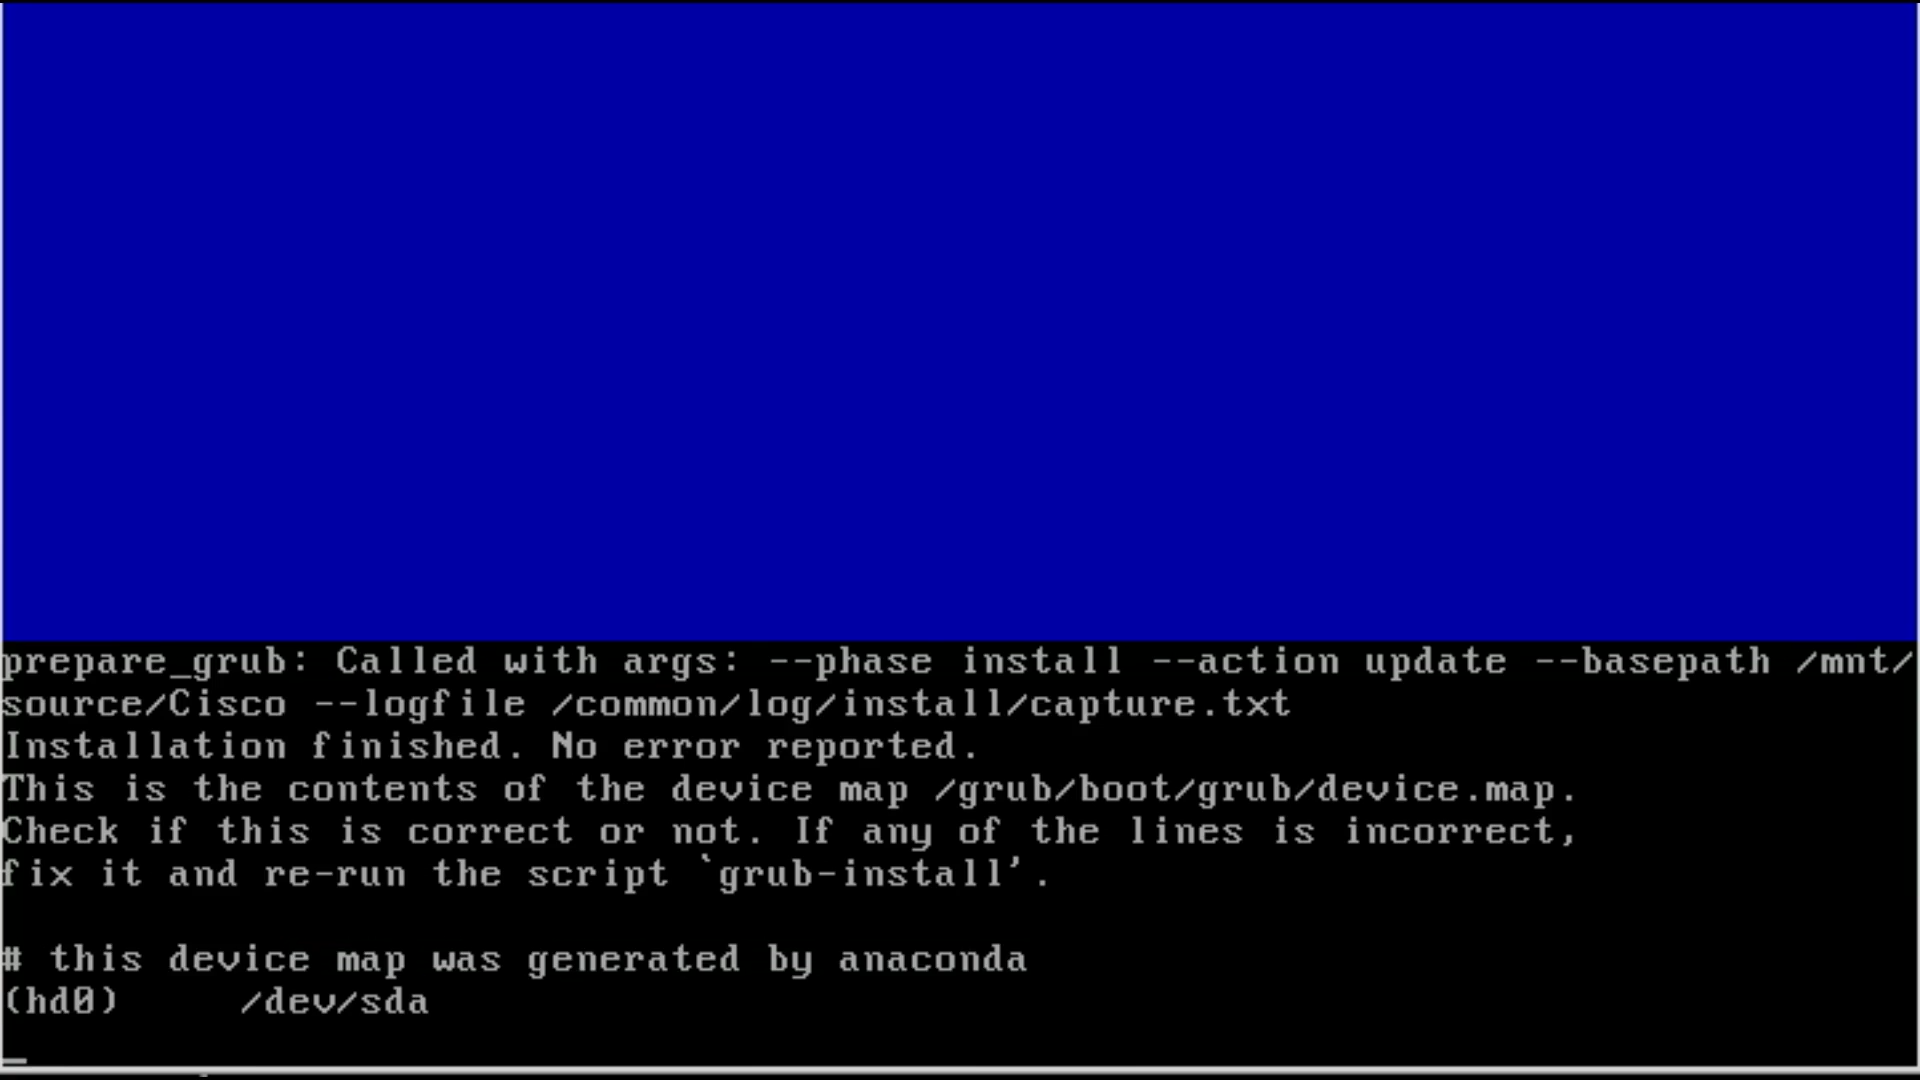 prepare_grub: Called with args: --phase install --action update --basepath /mnt/
source/Cisco --logfile /common/log/install/capture.txt
Installation finished. No error reported.
This is the contents of the device map /grub/boot/grub/device.map.
Check if this is correct or not. If any of the lines is incorrect,
fix it and re-run the script `grub-install'.
# this device map was generated by anaconda
(hd0)     /dev/sda